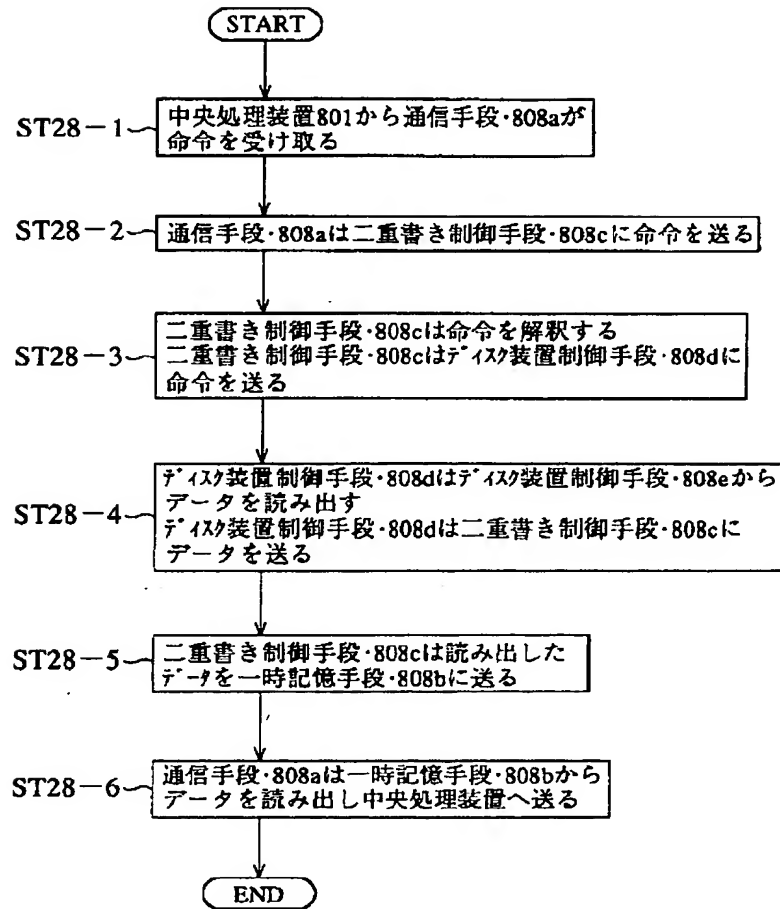 START
ST28-1
中央処理装置801から通信手段・808aが
命令を受け取る
ST28-2
通信手段・808aは二重書き制御手段・808cに命令を送る
ST28-3
二重書き制御手段・808cは命令を解釈する
二重書き制御手段・808cはディスク装置制御手段・808dに
命令を送る
ST28-4
ディスク装置制御手段・808dはディスク装置制御手段・808eから
データを読み出す
ディスク装置制御手段・808dは二重書き制御手段・808cに
データを送る
ST28-5
二重書き制御手段・808cは読み出した
データを一時記憶手段・808bに送る
ST28-6
通信手段・808aは一時記憶手段・808bから
データを読み出し中央処理装置へ送る
END